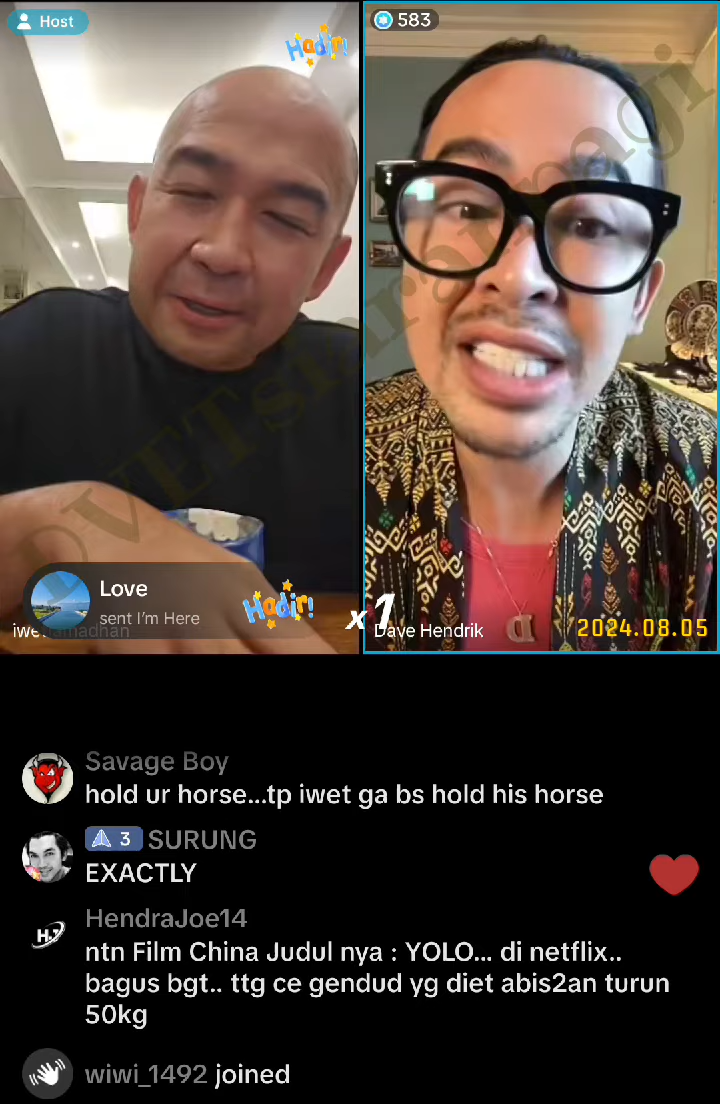 Host
Hadir!
583
DVETsiaranpagi
Love
sent I'm Here
Hadir!
x1
Dave Hendrik
2024.08.05
Savage Boy
hold ur horse...tp iwet ga bs hold his horse
3 SURUNG
EXACTLY
HendraJoe14
H.
ntn Film China Judul nya : YOLO... di netflix..
bagus bgt.. ttg ce gendud yg diet abis2an turun
50kg
wiwi_1492 joined